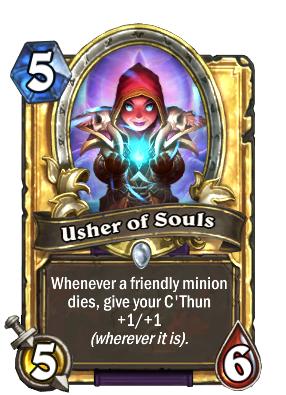 5
Usher of Souls
Whenever a friendly minion
dies, give your C'Thun
+1/+1
(wherever it is).
5
6